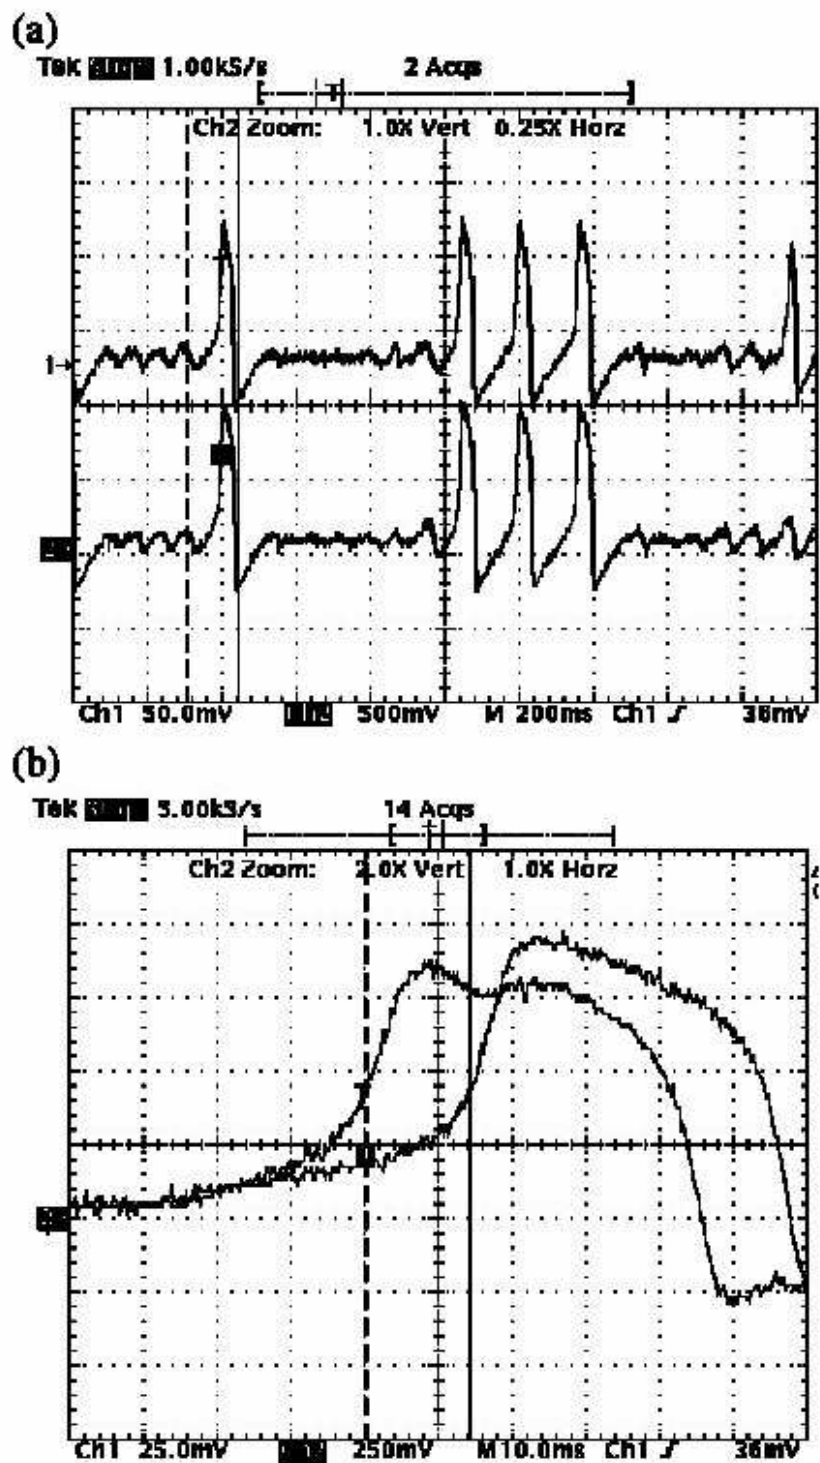 (a)
Tek 1.00kS/s 2 Acqs
Ch2 Zoom: 1.0X Vert 0.25X Horz
1→
Ch1 50.0mV 500mV M 200ms Ch1 36mV
(b)
Tek 5.00kS/s 14 Acqs
Ch2 Zoom: 2.0X Vert 1.0X Horz
Ch1 25.0mV 250mV M10.0ms Ch1 36mV